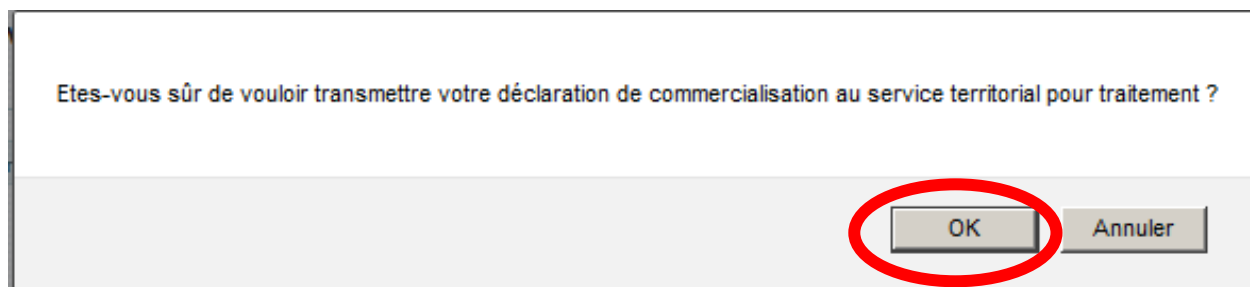 Etes-vous sûr de vouloir transmettre votre déclaration de commercialisation au service territorial pour traitement ?
OK Annuler